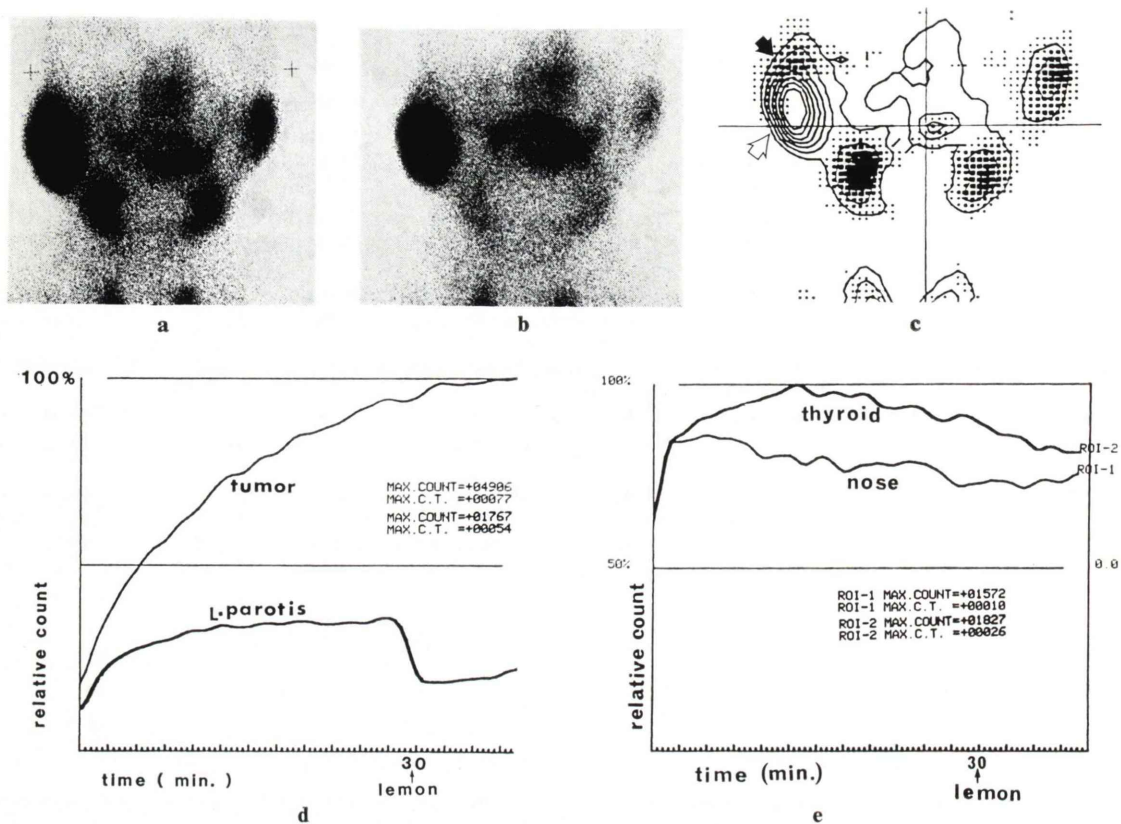 a
b
c
100%
tumor
MAX.COUNT=+04906
MAX.C.T. =+00077
MAX.COUNT=+01767
MAX.C.T. =+00054
L.parotis
relative count
time ( min. )
30
lemon
d
100%
thyroid
ROI-2
ROI-1
nose
50%
0.0
ROI-1 MAX.COUNT=+01572
ROI-1 MAX.C.T. =+00010
ROI-2 MAX.COUNT=+01827
ROI-2 MAX.C.T. =+00026
relative count
time (min.)
30
lemon
e